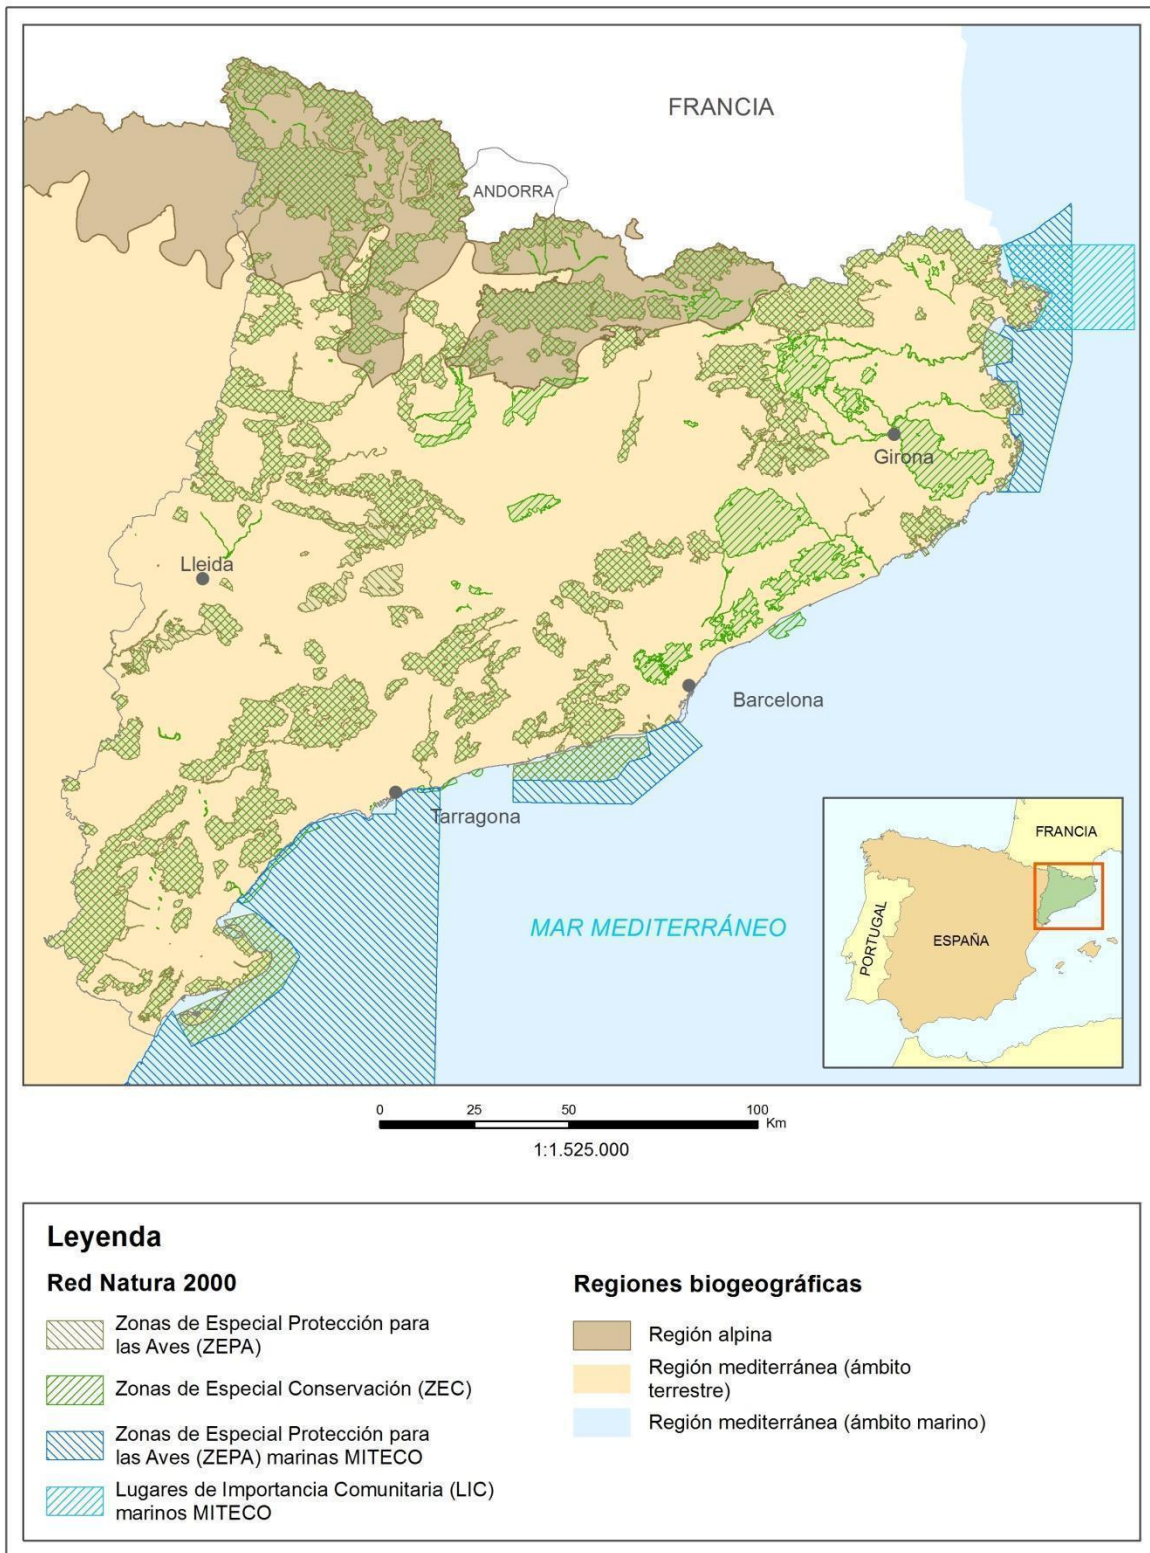 FRANCIA
ANDORRA
Girona
Lleida
Barcelona
Tarragona
MAR MEDITERRÁNEO
FRANCIA
PORTUGAL
ESPAÑA
0 25 50 100
Km
1:1.525.000
Leyenda
Red Natura 2000
Zonas de Especial Protección para
las Aves (ZEPA)
Zonas de Especial Conservación (ZEC)
Zonas de Especial Protección para
las Aves (ZEPA) marinas MITECO
Lugares de Importancia Comunitaria (LIC)
marinos MITECO
Regiones biogeográficas
Región alpina
Región mediterránea (ámbito
terrestre)
Región mediterránea (ámbito marino)